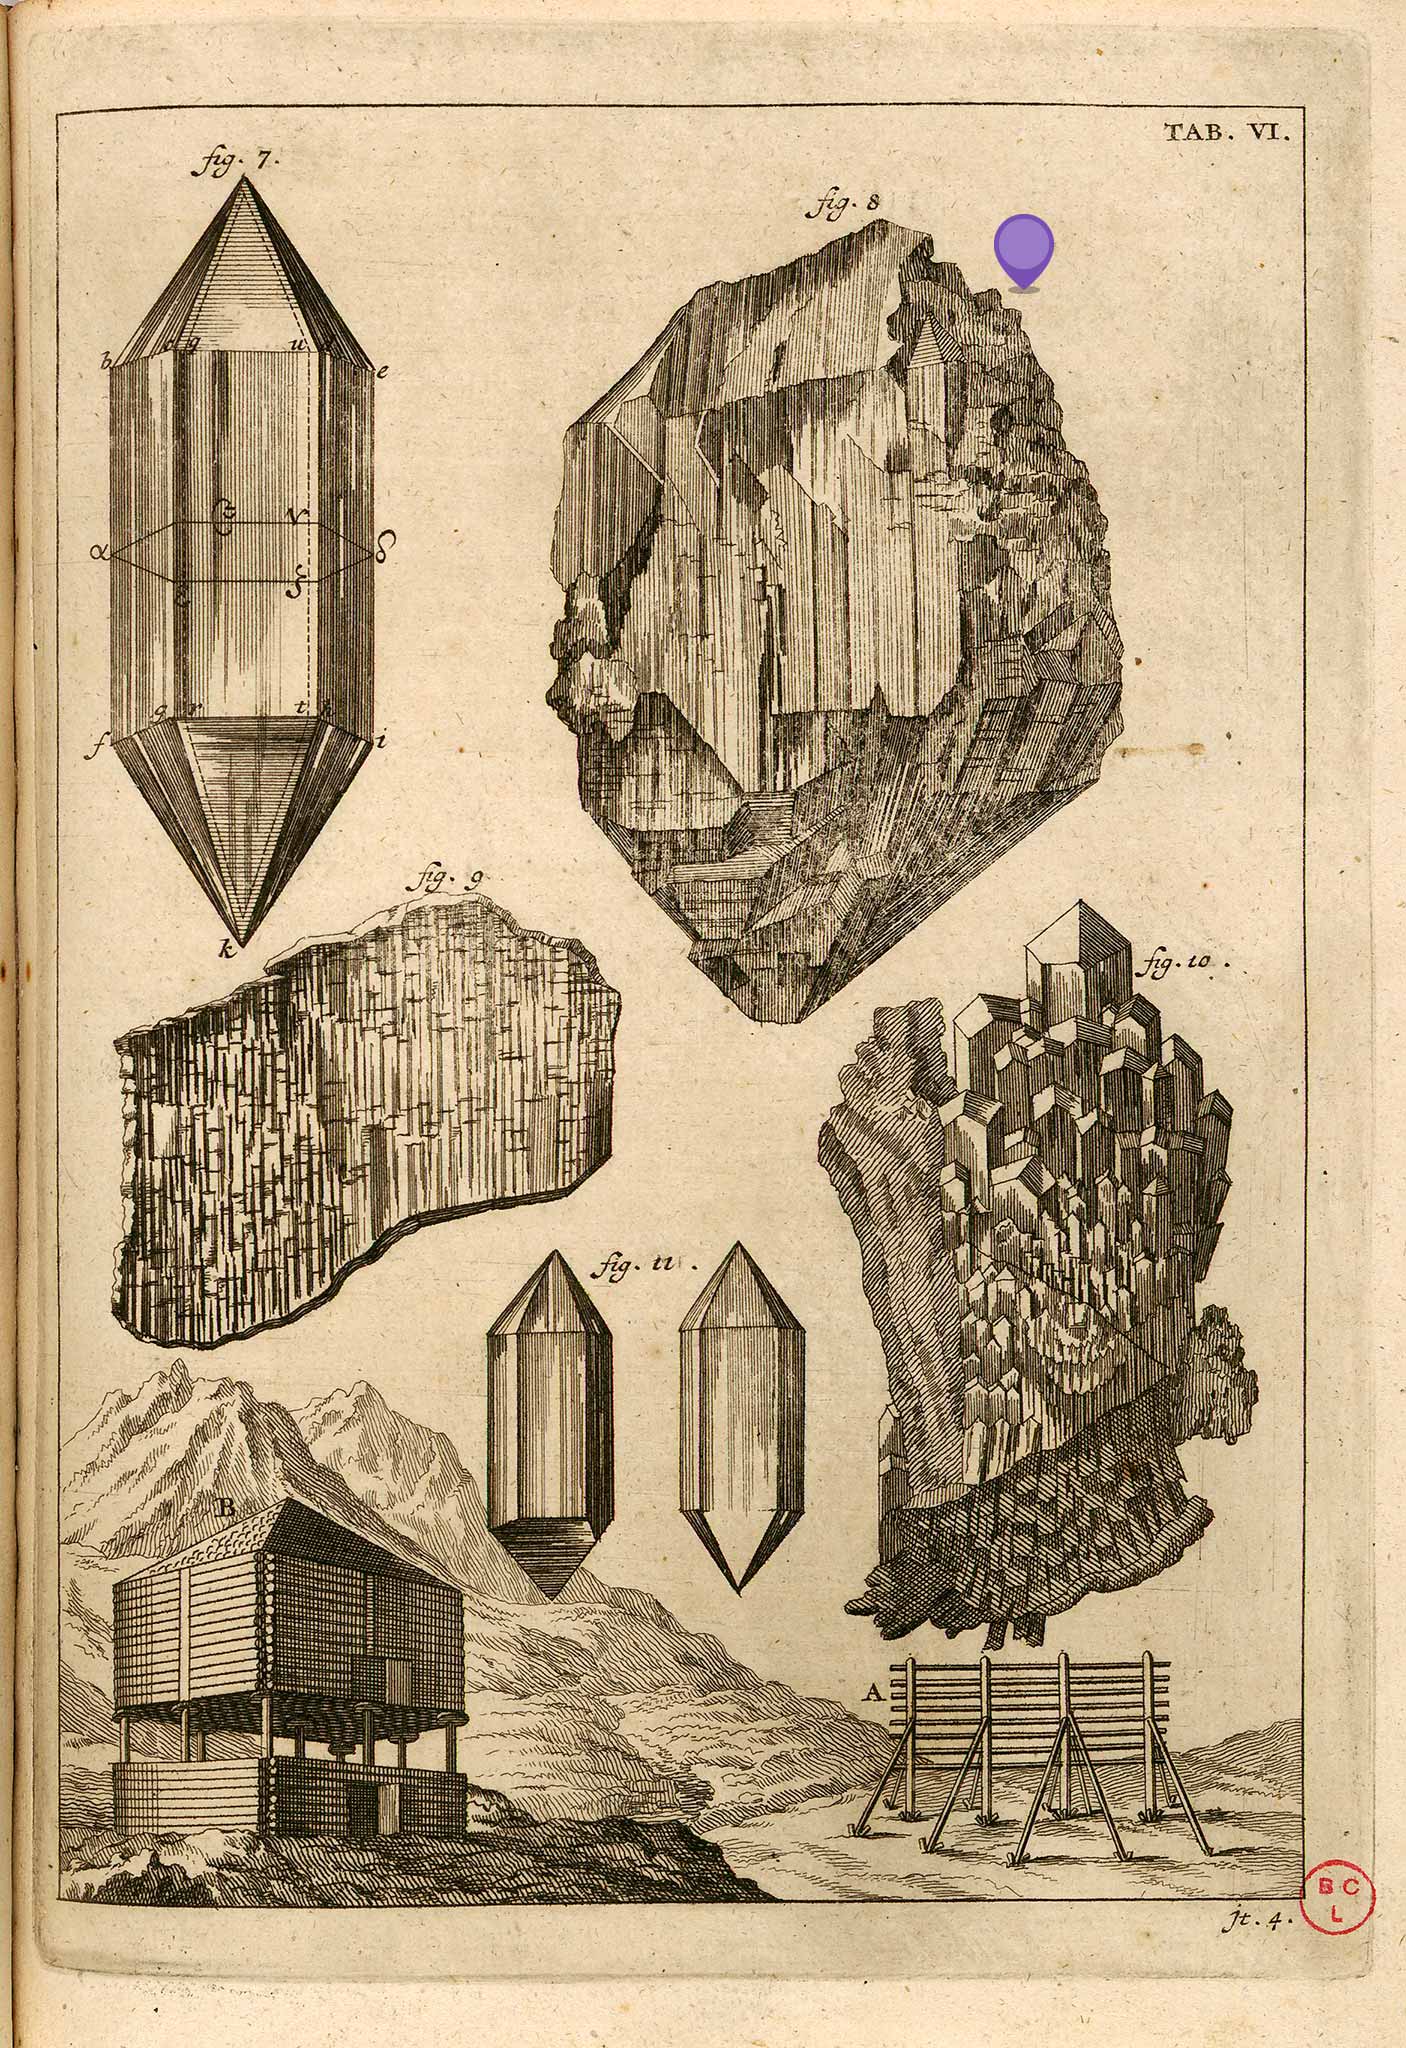 TAB. VI.
fig. 7.
fig. 8
b
g
u
e
α
v
δ
ξ
f
g
r
t
h
i
k
fig. 9
fig. 10.
fig. 11.
B
A
jt. 4.
B C
L